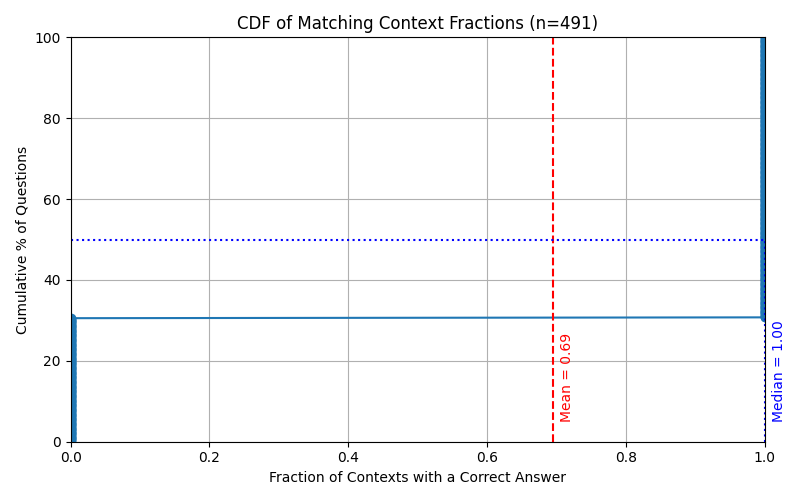 CDF of Matching Context Fractions (n=491)
Cumulative % of Questions
100
80
60
40
20
0
Mean = 0.69
Median = 1.00
0.0 0.2 0.4 0.6 0.8 1.0
Fraction of Contexts with a Correct Answer